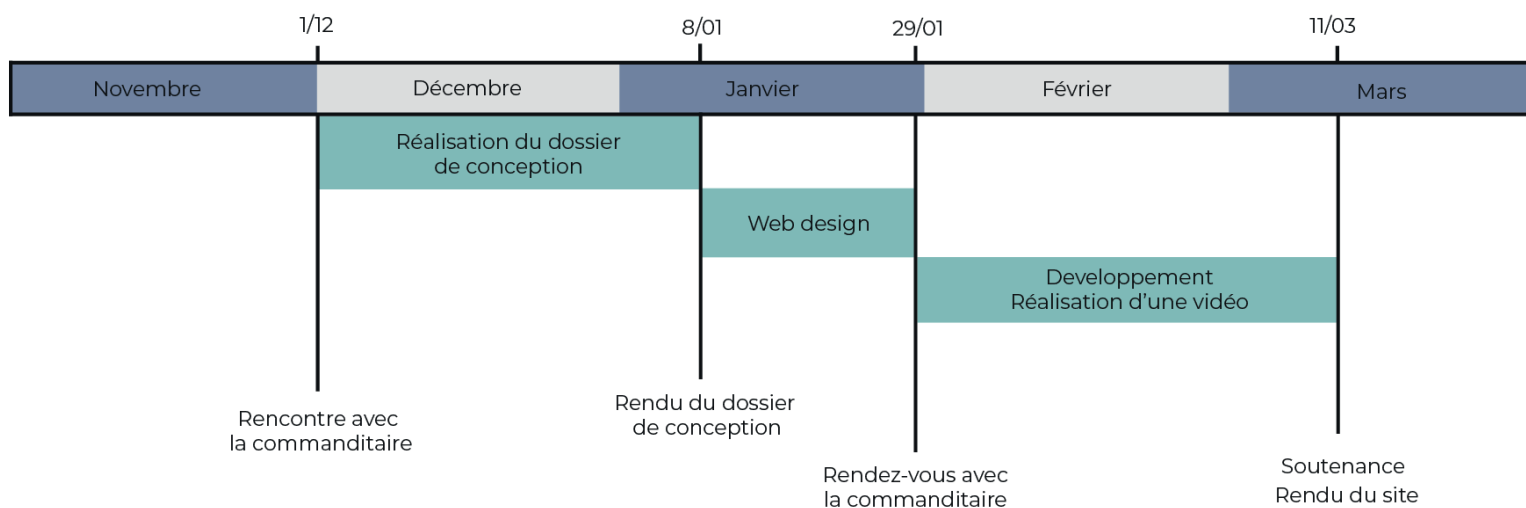 1/12
8/01
29/01
11/03
Novembre
Décembre
Janvier
Février
Mars
Réalisation du dossier
de conception
Web design
Developpement
Réalisation d'une vidéo
Rencontre avec
la commanditaire
Rendu du dossier
de conception
Rendez-vous avec
la commanditaire
Soutenance
Rendu du site